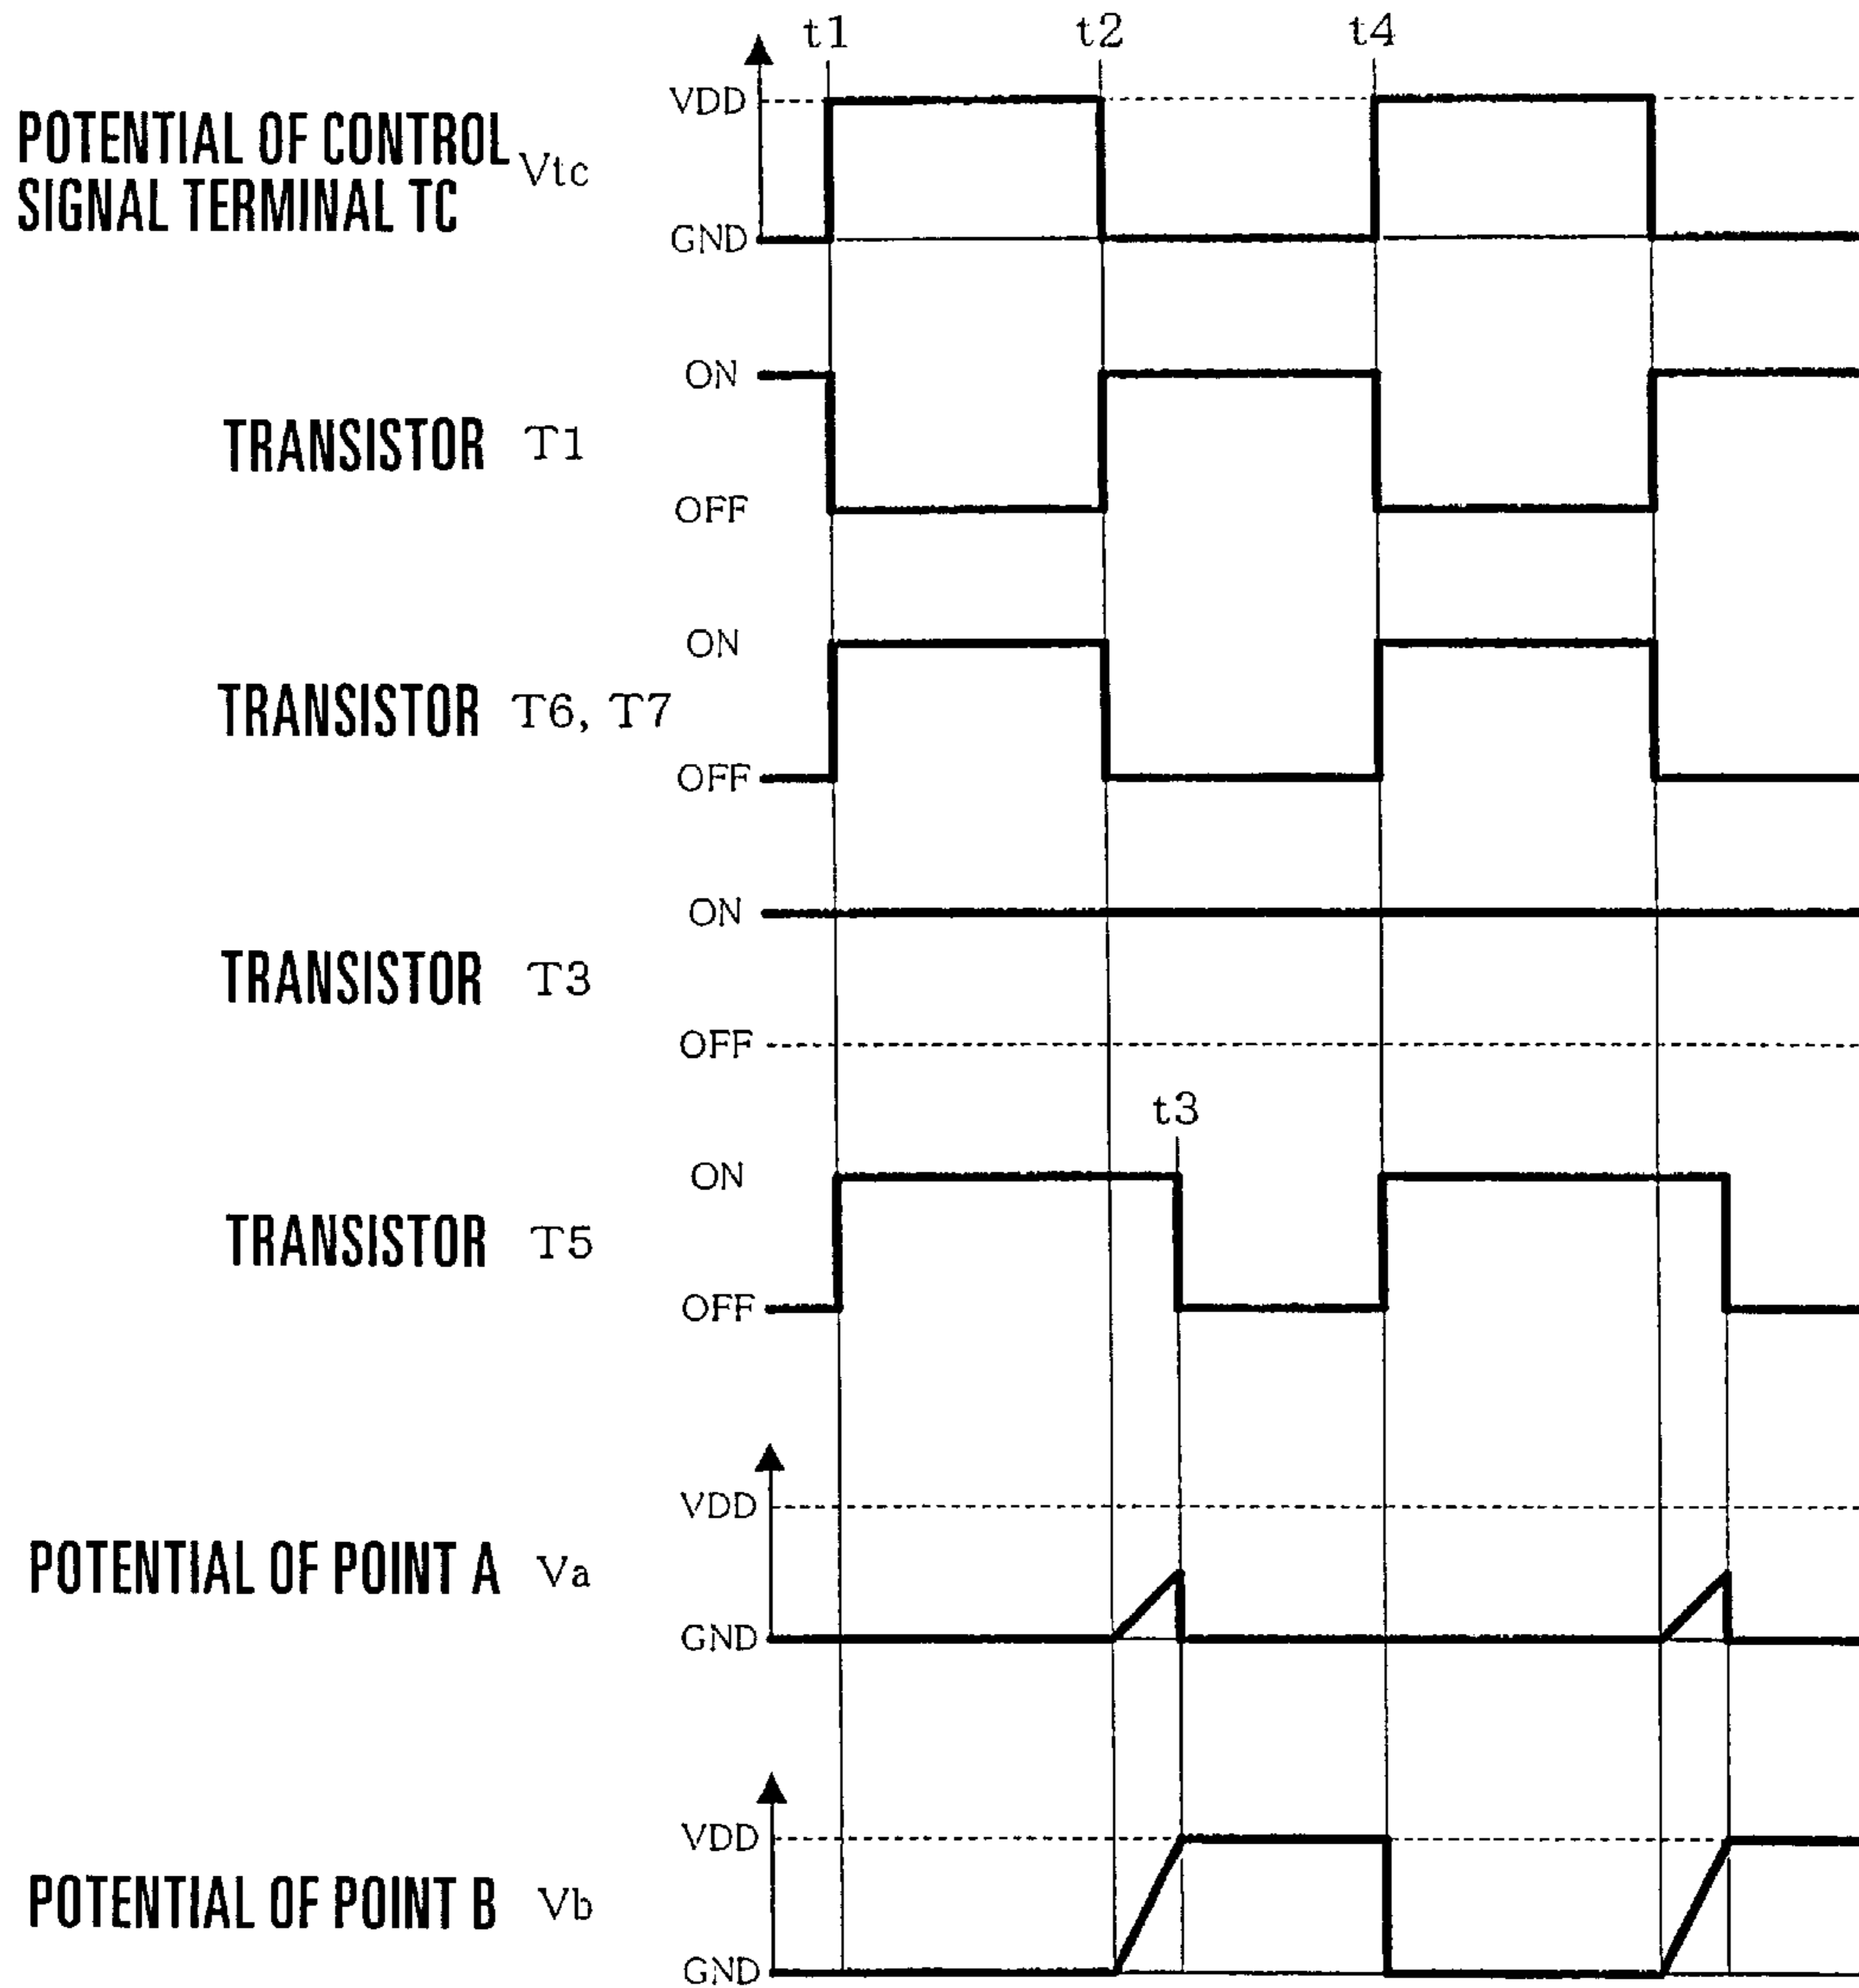 t1 t2 t4
VDD
POTENTIAL OF CONTROL
SIGNAL TERMINAL TC Vtc
GND
ON
TRANSISTOR T1
OFF
ON
TRANSISTOR T6, T7
OFF
ON
TRANSISTOR T3
OFF
t3
ON
TRANSISTOR T5
OFF
VDD
POTENTIAL OF POINT A Va
GND
VDD
POTENTIAL OF POINT B Vb
GND